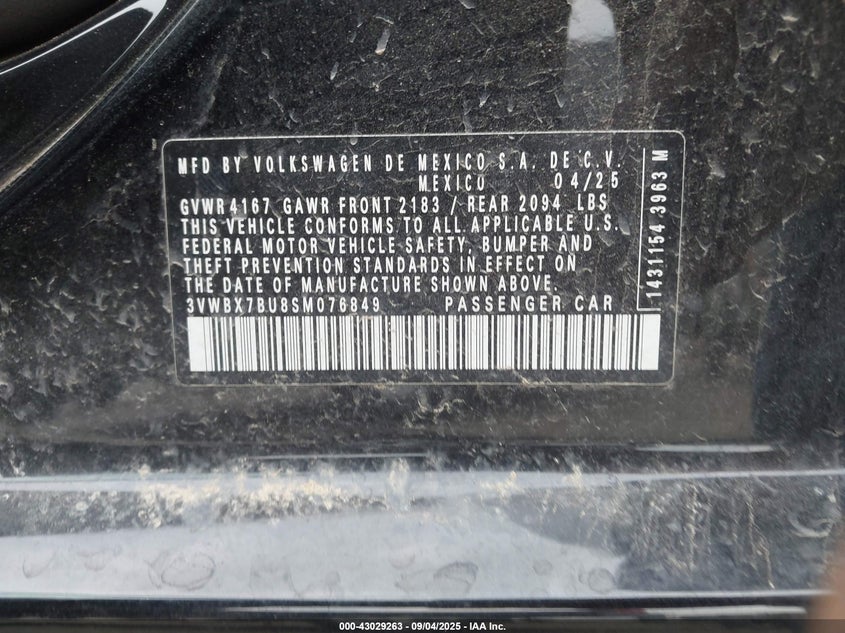 MFD BY VOLKSWAGEN DE MEXICO S.A. DE C.V.
MEXICO 04/25
GVWR 4167 GAWR FRONT 2183 / REAR 2094 LBS
THIS VEHICLE CONFORMS TO ALL APPLICABLE U.S.
FEDERAL MOTOR VEHICLE SAFETY, BUMPER AND
THEFT PREVENTION STANDARDS IN EFFECT ON
THE DATE OF MANUFACTURE SHOWN ABOVE.
3VWBX7BU8SM076849 PASSENGER CAR
1431154 3963 M
000-43029263 - 09/04/2025 - IAA Inc.